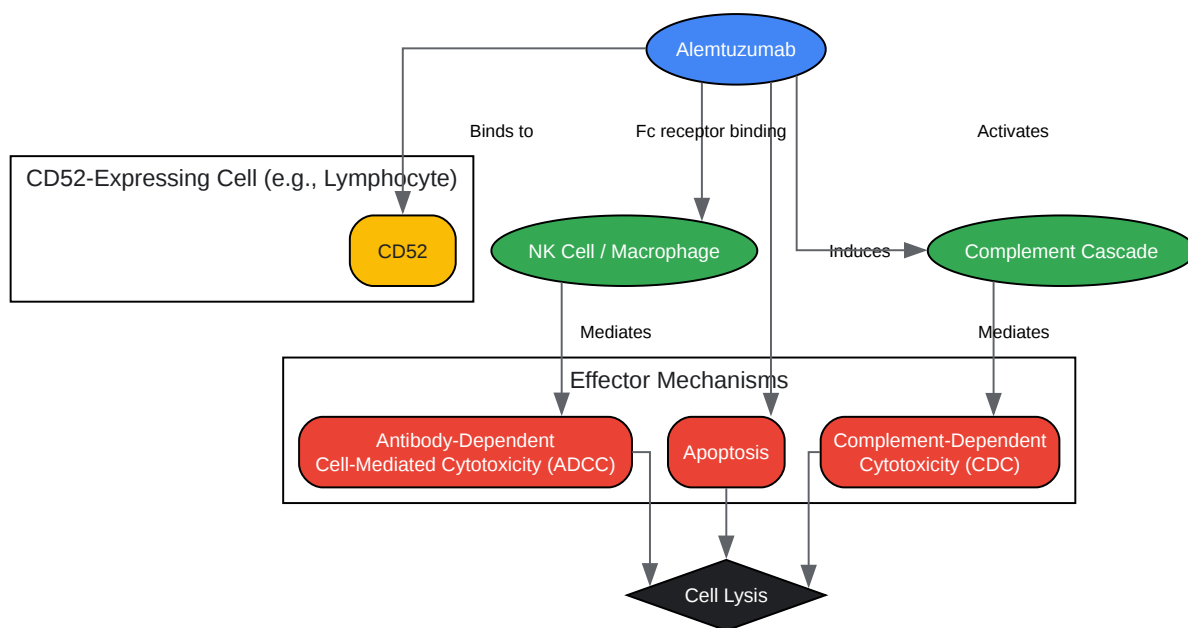 Alemtuzumab
Binds to
Fc receptor binding
Activates
CD52-Expressing Cell (e.g., Lymphocyte)
CD52
NK Cell / Macrophage
Induces
Complement Cascade
Mediates
Mediates
Effector Mechanisms
Antibody-Dependent
Cell-Mediated Cytotoxicity (ADCC)
Apoptosis
Complement-Dependent
Cytotoxicity (CDC)
Cell Lysis